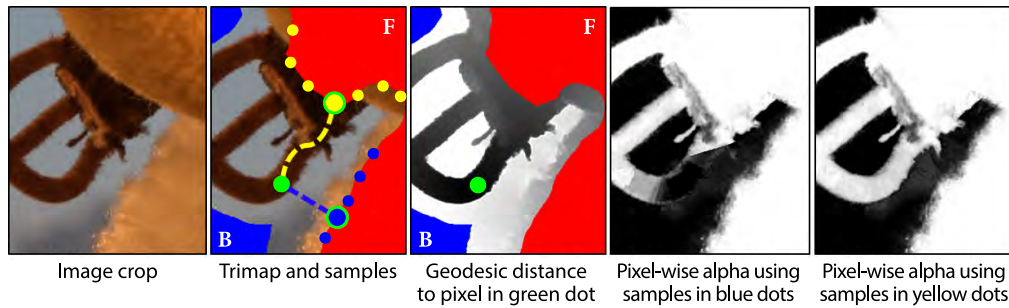 F
B
F
B
Image crop
Trimap and samples
Geodesic distance
to pixel in green dot
Pixel-wise alpha using
samples in blue dots
Pixel-wise alpha using
samples in yellow dots